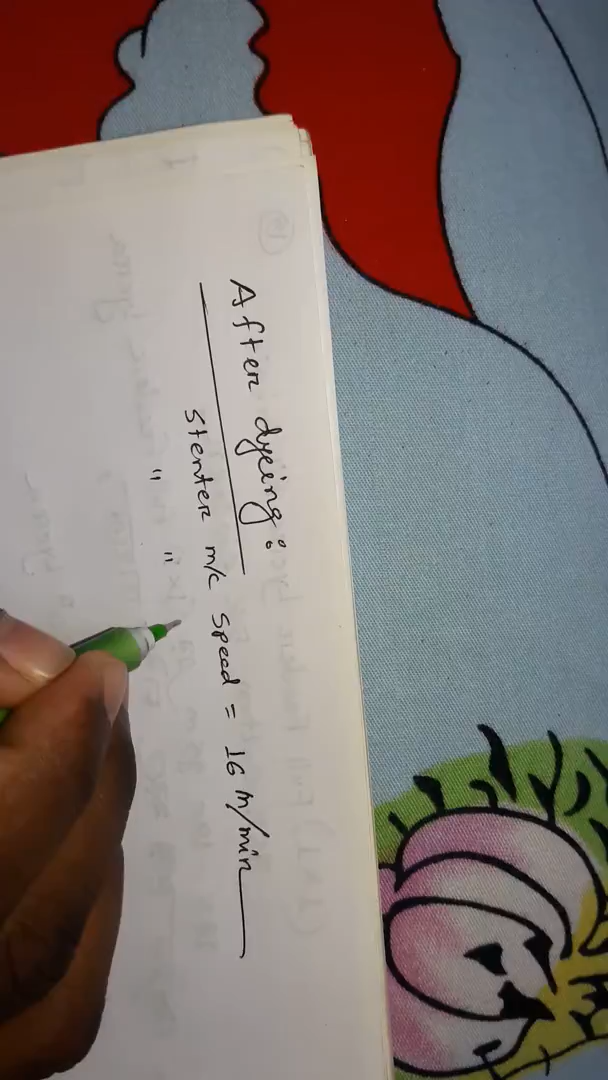 After dyeing:
Stenter m/c speed = 16 m/min
" "